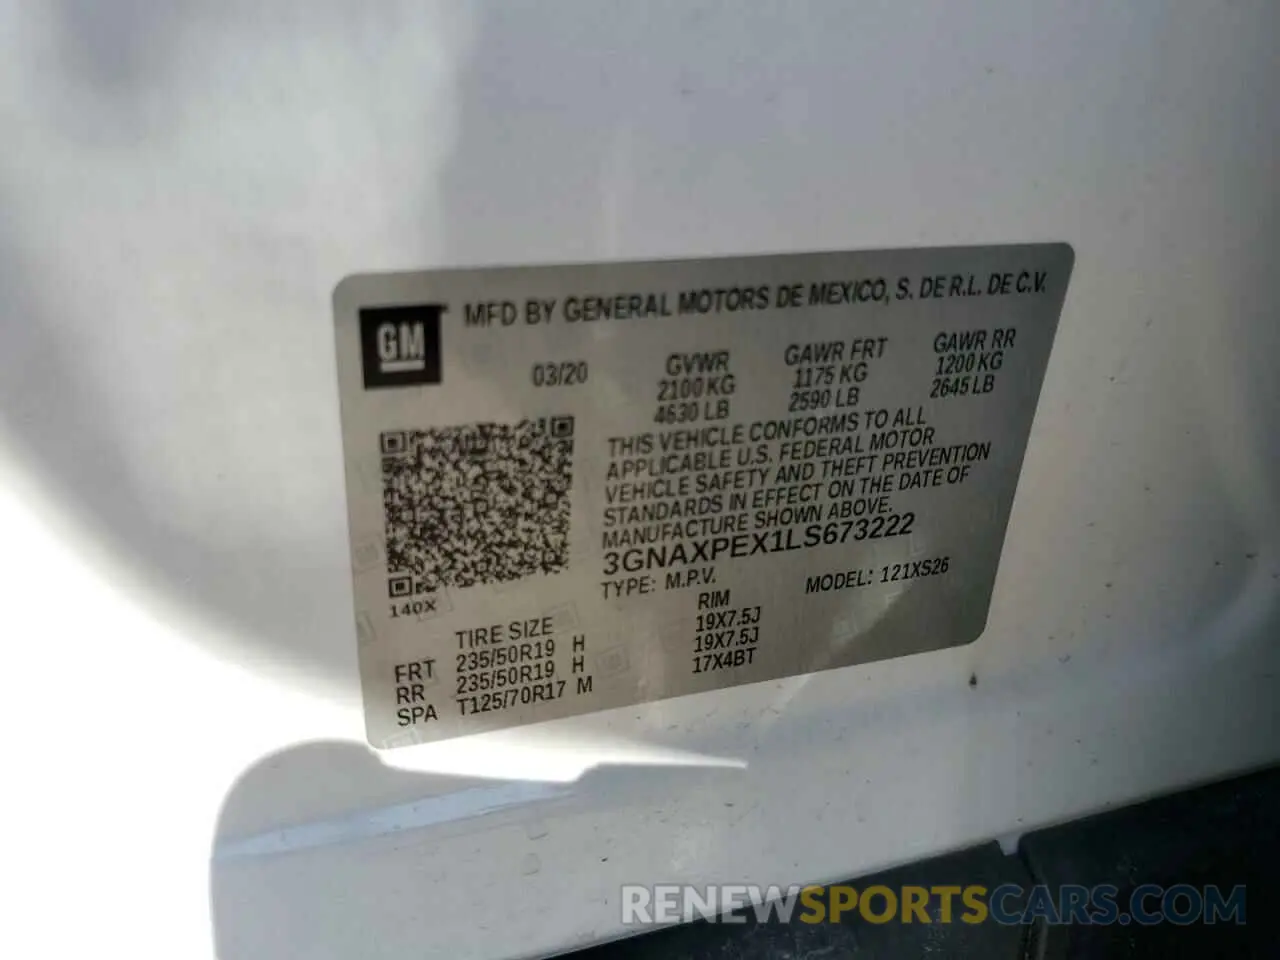 GM MFD BY GENERAL MOTORS DE MEXICO, S. DE R.L. DE C.V.
03/20 GVWR GAWR FRT GAWR RR
2100 KG 1175 KG 1200 KG
4630 LB 2590 LB 2645 LB
THIS VEHICLE CONFORMS TO ALL
APPLICABLE U.S. FEDERAL MOTOR
VEHICLE SAFETY AND THEFT PREVENTION
STANDARDS IN EFFECT ON THE DATE OF
MANUFACTURE SHOWN ABOVE.
3GNAXPEX1LS673222
TYPE: M.P.V. MODEL: 121XS26
140X
TIRE SIZE RIM
FRT 235/50R19 H 19X7.5J
RR 235/50R19 H 19X7.5J
SPA T125/70R17 M 17X4BT
RENEWSPORTSCARS.COM